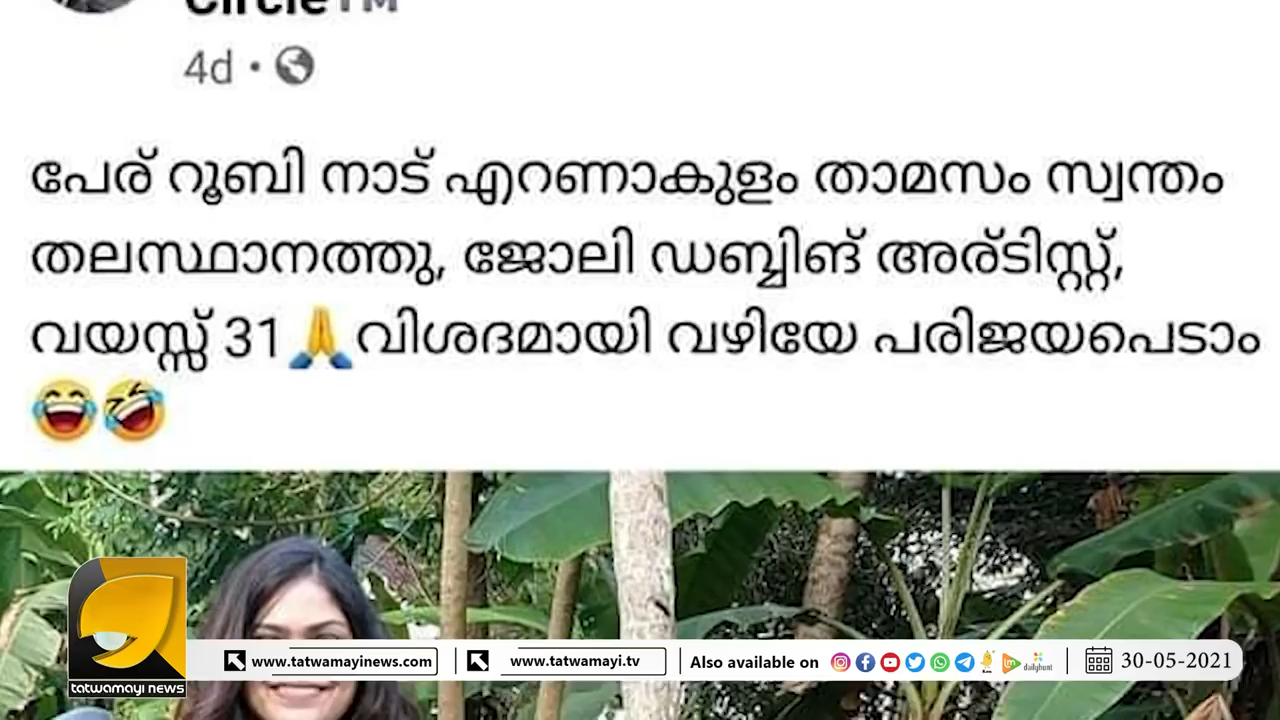 Circle™
4d ·
പേര് റൂബി നാട് എറണാകുളം താമസം സ്വന്തം
തലസ്ഥാനത്തു, ജോലി ഡബ്ബിങ് അര്ടിസ്റ്റ്,
വയസ്സ് 31🙏വിശദമായി വഴിയേ പരിജയപെടാം
😂🤣
tatwamayi news
www.tatwamayinews.com
www.tatwamayi.tv
Also available on
dailyhunt
30-05-2021